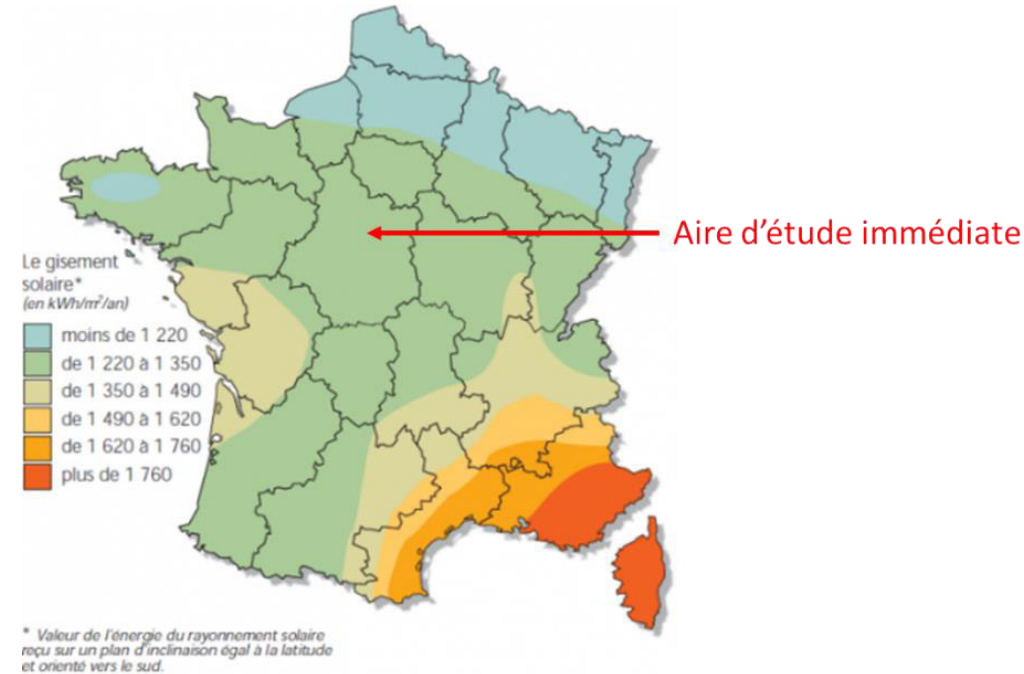 Aire d’étude immédiate
Le gisement
solaire*
(en kWh/m²/an)
moins de 1 220
de 1 220 à 1 350
de 1 350 à 1 490
de 1 490 à 1 620
de 1 620 à 1 760
plus de 1 760
* Valeur de l'énergie du rayonnement solaire
reçu sur un plan d'inclinaison égal à la latitude
et orienté vers le sud.